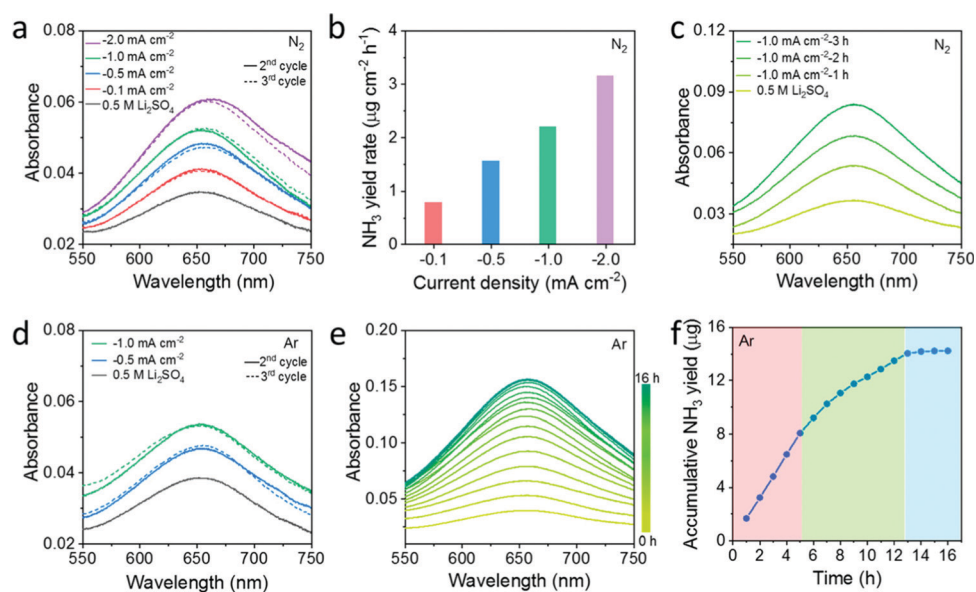 a
N₂
-2.0 mA cm⁻²
-1.0 mA cm⁻²
-0.5 mA cm⁻²
-0.1 mA cm⁻²
0.5 M Li₂SO₄
2ⁿᵈ cycle
3ʳᵈ cycle
0.08
0.06
0.04
0.02
Absorbance
550 600 650 700 750
Wavelength (nm)
b
N₂
4
3
2
1
0
NH₃ yield rate (μg cm⁻² h⁻¹)
-0.1 -0.5 -1.0 -2.0
Current density (mA cm⁻²)
c
N₂
-1.0 mA cm⁻²-3 h
-1.0 mA cm⁻²-2 h
-1.0 mA cm⁻²-1 h
0.5 M Li₂SO₄
0.12
0.09
0.06
0.03
Absorbance
550 600 650 700 750
Wavelength (nm)
d
Ar
-1.0 mA cm⁻²
-0.5 mA cm⁻²
0.5 M Li₂SO₄
2ⁿᵈ cycle
3ʳᵈ cycle
0.08
0.06
0.04
0.02
Absorbance
550 600 650 700 750
Wavelength (nm)
e
Ar
16 h
0 h
0.20
0.15
0.10
0.05
Absorbance
550 600 650 700 750
Wavelength (nm)
f
Ar
16
12
8
4
0
Accumulative NH₃ yield (μg)
0 2 4 6 8 10 12 14 16
Time (h)